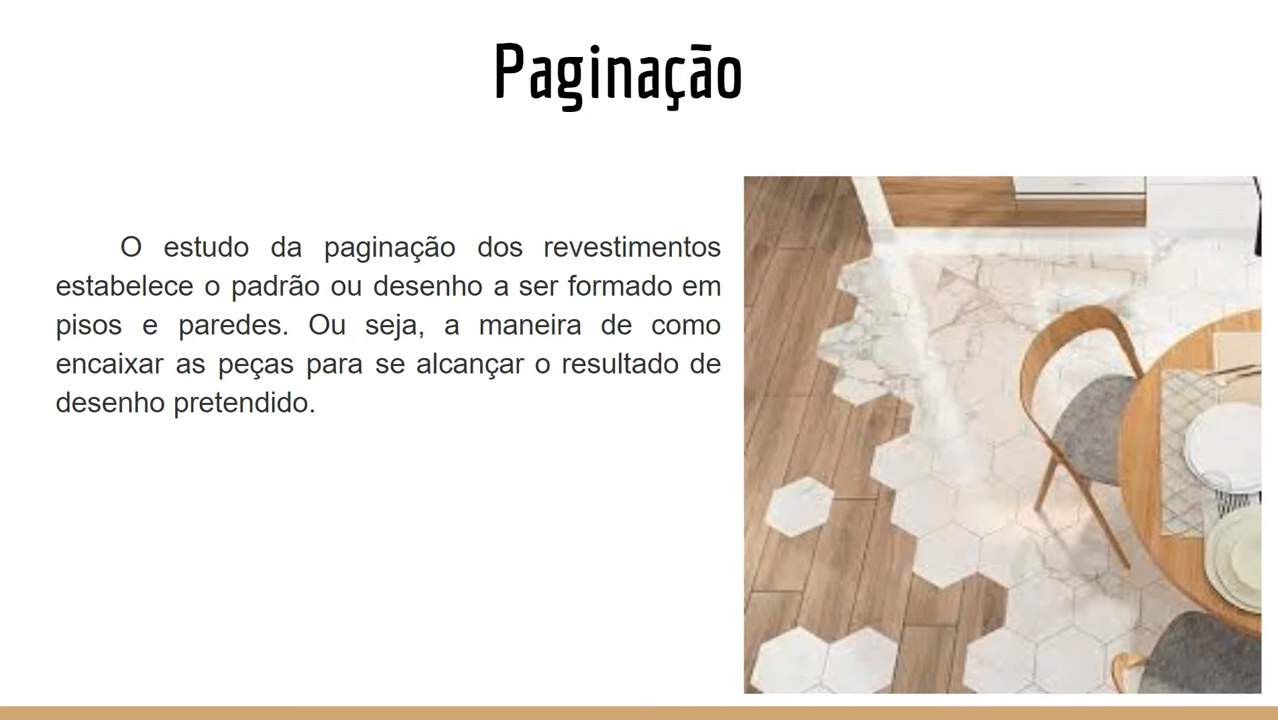 Paginação
O estudo da paginação dos revestimentos
estabelece o padrão ou desenho a ser formado em
pisos e paredes. Ou seja, a maneira de como
encaixar as peças para se alcançar o resultado de
desenho pretendido.